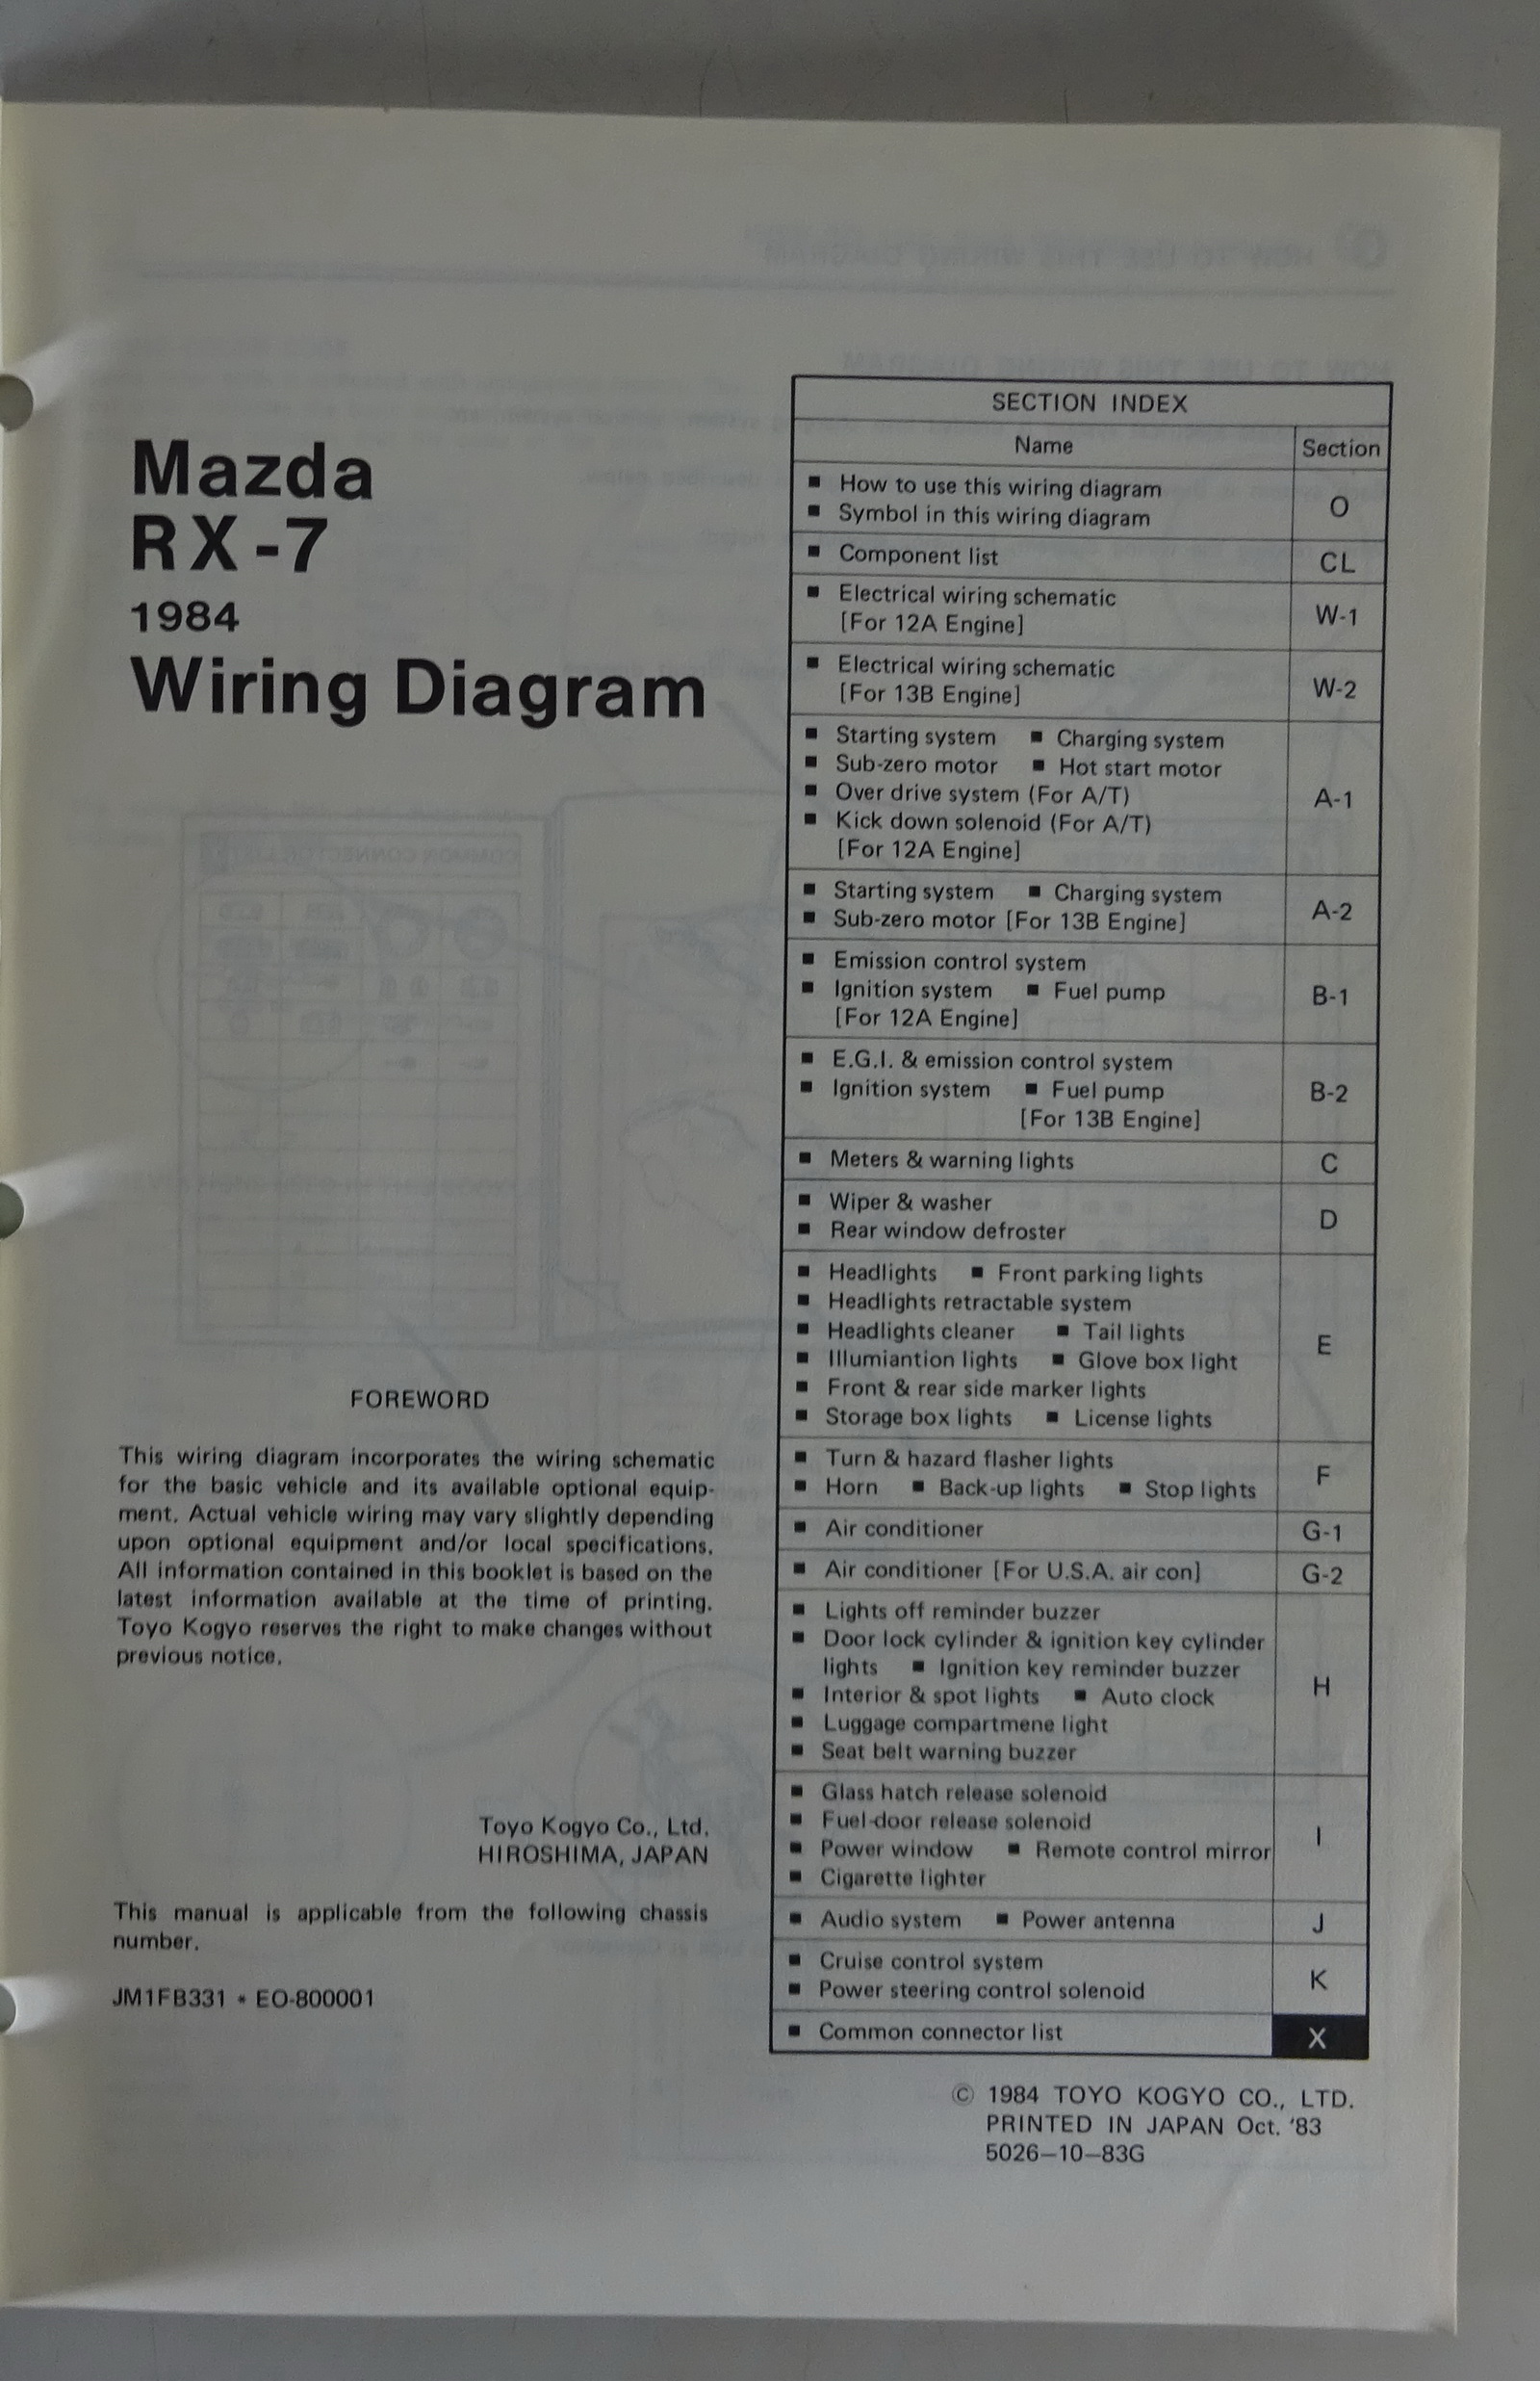 Mazda
RX-7
1984
Wiring Diagram
FOREWORD
This wiring diagram incorporates the wiring schematic
for the basic vehicle and its available optional equip-
ment. Actual vehicle wiring may vary slightly depending
upon optional equipment and/or local specifications.
All information contained in this booklet is based on the
latest information available at the time of printing.
Toyo Kogyo reserves the right to make changes without
previous notice.
Toyo Kogyo Co., Ltd.
HIROSHIMA, JAPAN
This manual is applicable from the following chassis
number.
JM1FB331 * EO-800001
SECTION INDEX
Name Section
■ How to use this wiring diagram
■ Symbol in this wiring diagram
O
■ Component list CL
■ Electrical wiring schematic
[For 12A Engine]
W-1
■ Electrical wiring schematic
[For 13B Engine]
W-2
■ Starting system ■ Charging system
■ Sub-zero motor ■ Hot start motor
■ Over drive system (For A/T)
■ Kick down solenoid (For A/T)
[For 12A Engine]
A-1
■ Starting system ■ Charging system
■ Sub-zero motor [For 13B Engine]
A-2
■ Emission control system
■ Ignition system ■ Fuel pump
[For 12A Engine]
B-1
■ E.G.I. & emission control system
■ Ignition system ■ Fuel pump
[For 13B Engine]
B-2
■ Meters & warning lights C
■ Wiper & washer
■ Rear window defroster
D
■ Headlights ■ Front parking lights
■ Headlights retractable system
■ Headlights cleaner ■ Tail lights
■ Illumiantion lights ■ Glove box light
■ Front & rear side marker lights
■ Storage box lights ■ License lights
E
■ Turn & hazard flasher lights
■ Horn ■ Back-up lights ■ Stop lights
F
■ Air conditioner G-1
■ Air conditioner [For U.S.A. air con] G-2
■ Lights off reminder buzzer
■ Door lock cylinder & ignition key cylinder
lights ■ Ignition key reminder buzzer
■ Interior & spot lights ■ Auto clock
■ Luggage compartmene light
■ Seat belt warning buzzer
H
■ Glass hatch release solenoid
■ Fuel-door release solenoid
■ Power window ■ Remote control mirror
■ Cigarette lighter
I
■ Audio system ■ Power antenna J
■ Cruise control system
■ Power steering control solenoid
K
■ Common connector list X
© 1984 TOYO KOGYO CO., LTD.
PRINTED IN JAPAN Oct. '83
5026–10–83G